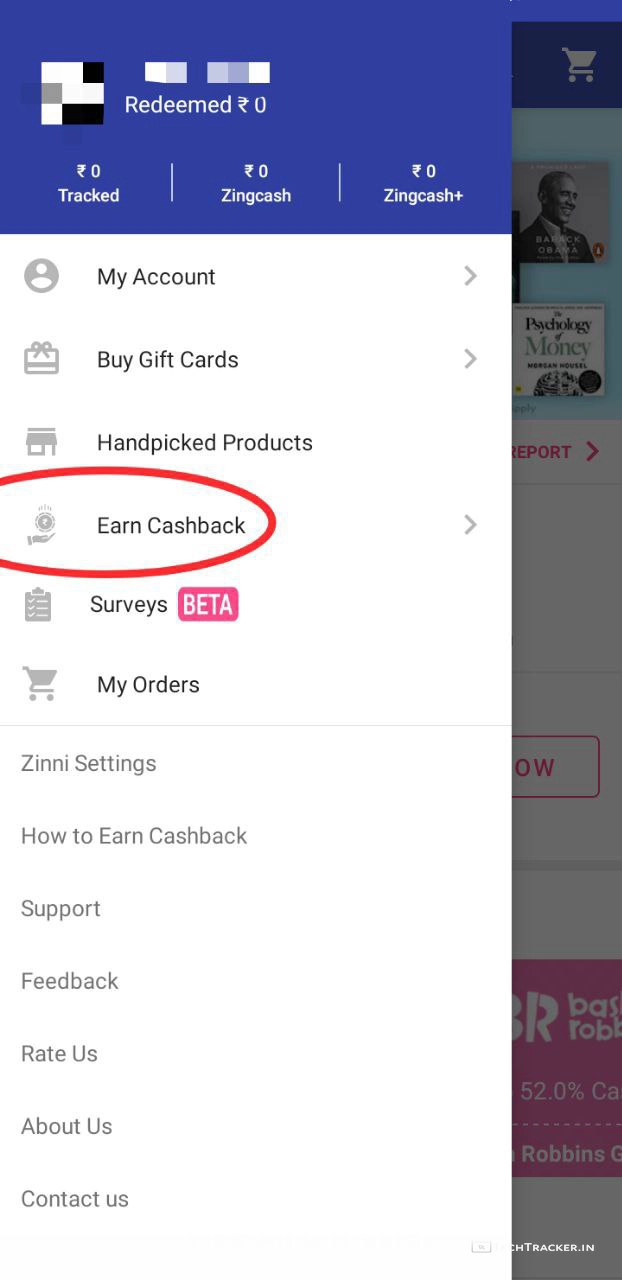 Redeemed ₹ 0
₹ 0
Tracked
₹ 0
Zingcash
₹ 0
Zingcash+
My Account
Buy Gift Cards
Handpicked Products
Earn Cashback
Surveys BETA
My Orders
Zinni Settings
How to Earn Cashback
Support
Feedback
Rate Us
About Us
Contact us
BARACK
OBAMA
The
Psychology
of
Money
MORGAN HOUSEL
REPORT
OW
BR
52.0%
Robbins
CHTRACKER.IN